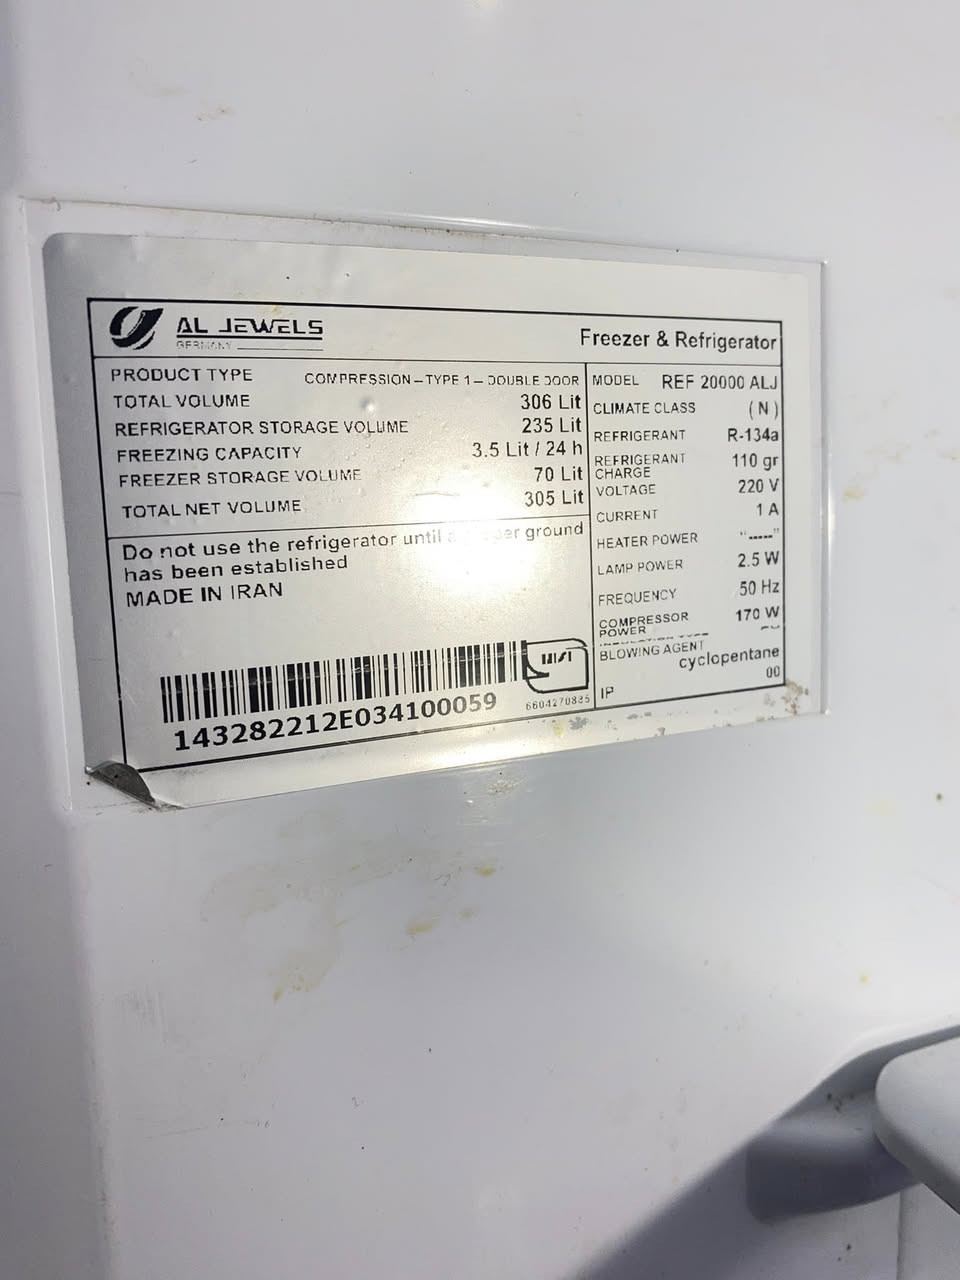 AL JEWELS
GERMANY
Freezer & Refrigerator
PRODUCT TYPE COMPRESSION – TYPE 1 – DOUBLE DOOR
TOTAL VOLUME 306 Lit
REFRIGERATOR STORAGE VOLUME 235 Lit
FREEZING CAPACITY 3.5 Lit / 24 h
FREEZER STORAGE VOLUME 70 Lit
TOTAL NET VOLUME 305 Lit
Do not use the refrigerator until a proper ground
has been established
MADE IN IRAN
143282212E034100059
6604270885
MODEL REF 20000 ALJ
CLIMATE CLASS ( N )
REFRIGERANT R-134a
REFRIGERANT
CHARGE 110 gr
VOLTAGE 220 V
CURRENT 1 A
HEATER POWER "-----"
LAMP POWER 2.5 W
FREQUENCY 50 Hz
COMPRESSOR
POWER 170 W
BLOWING AGENT
cyclopentane
IP 00